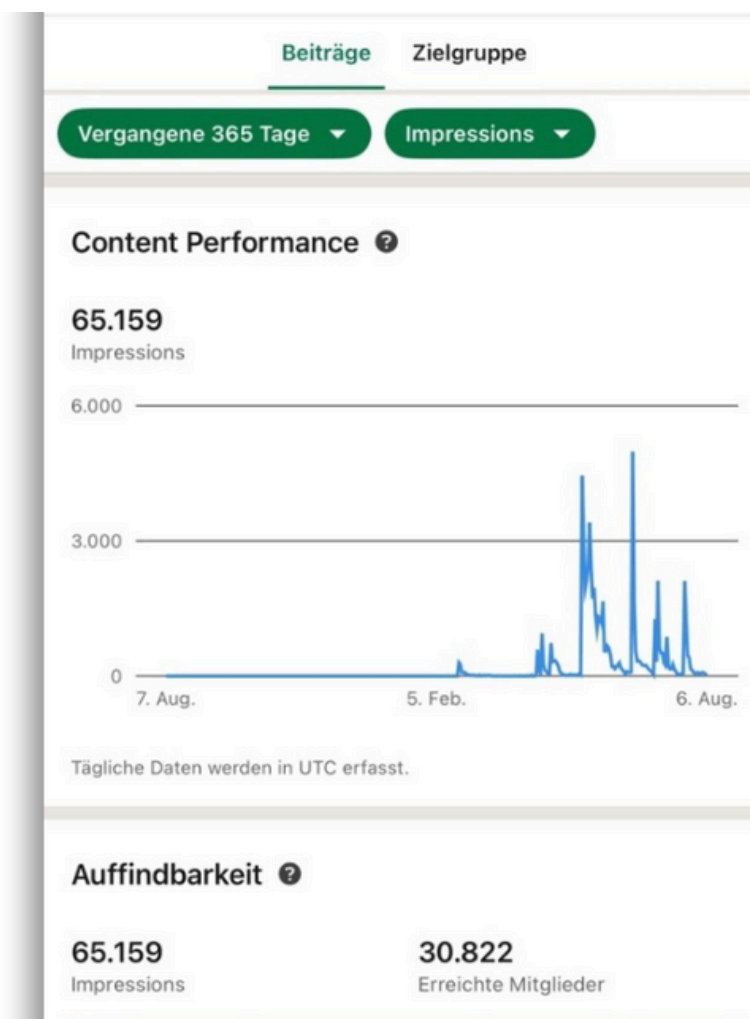 Beiträge Zielgruppe
Vergangene 365 Tage Impressions
Content Performance ?
65.159
Impressions
6.000
3.000
0
7. Aug. 5. Feb. 6. Aug.
Tägliche Daten werden in UTC erfasst.
Auffindbarkeit ?
65.159 30.822
Impressions Erreichte Mitglieder